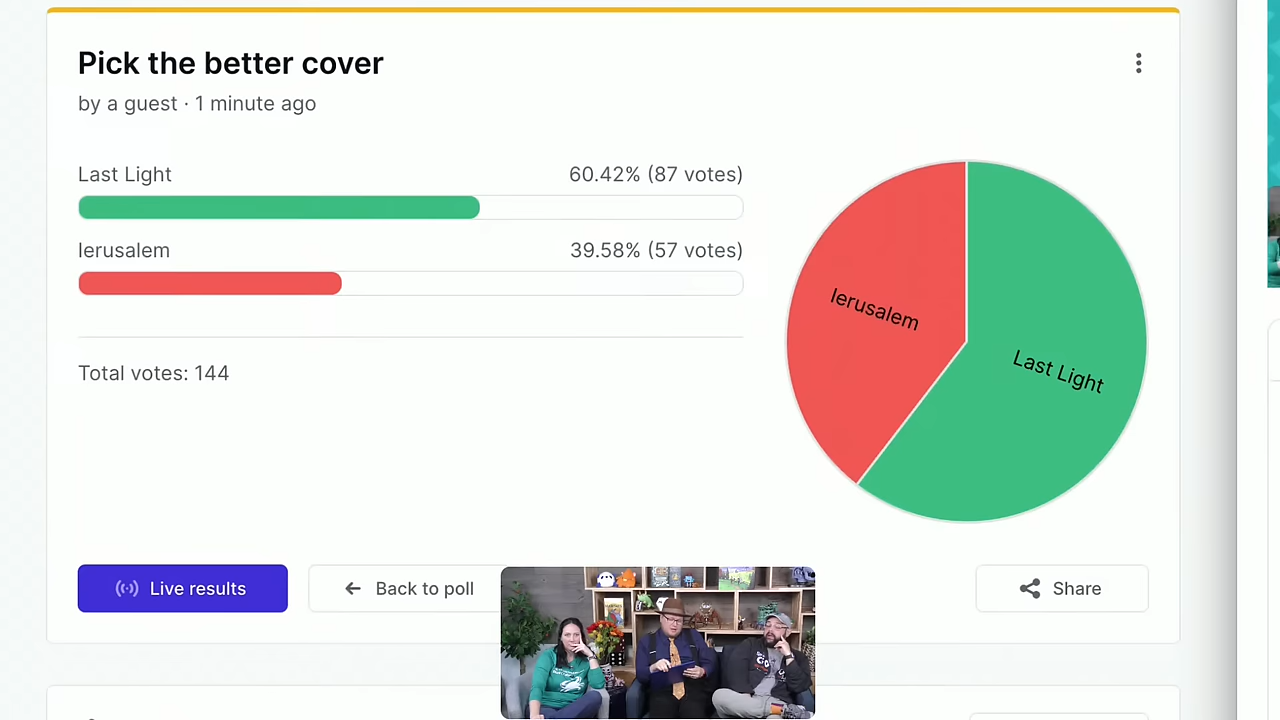 Pick the better cover
by a guest · 1 minute ago
Last Light 60.42% (87 votes)
Ierusalem 39.58% (57 votes)
Total votes: 144
Ierusalem
Last Light
Live results
Back to poll
Share